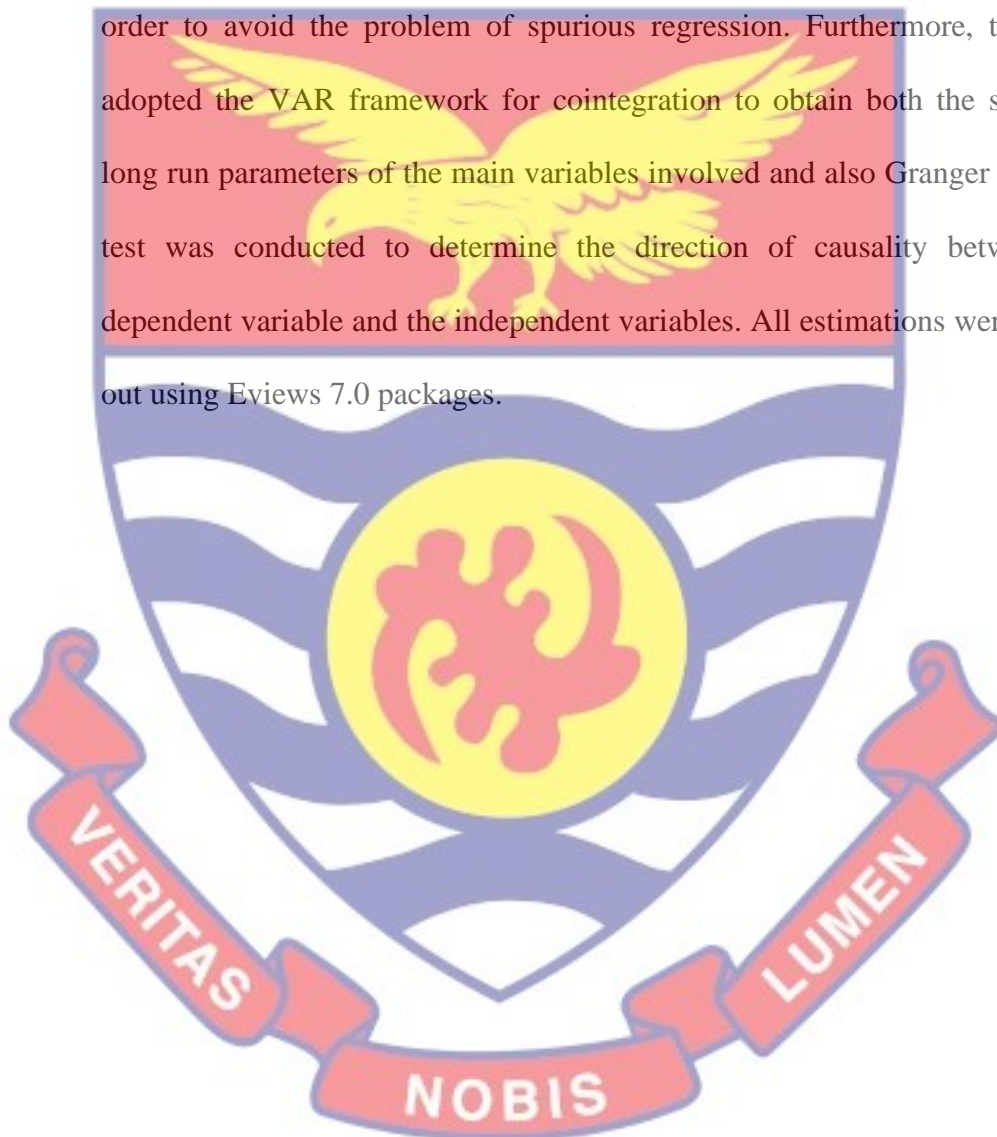 order to avoid the problem of spurious regression. Furthermore, t
adopted the VAR framework for cointegration to obtain both the s
long run parameters of the main variables involved and also Granger
test was conducted to determine the direction of causality betw
dependent variable and the independent variables. All estimations wer
out using Eviews 7.0 packages.
VERITAS
NOBIS
LUMEN